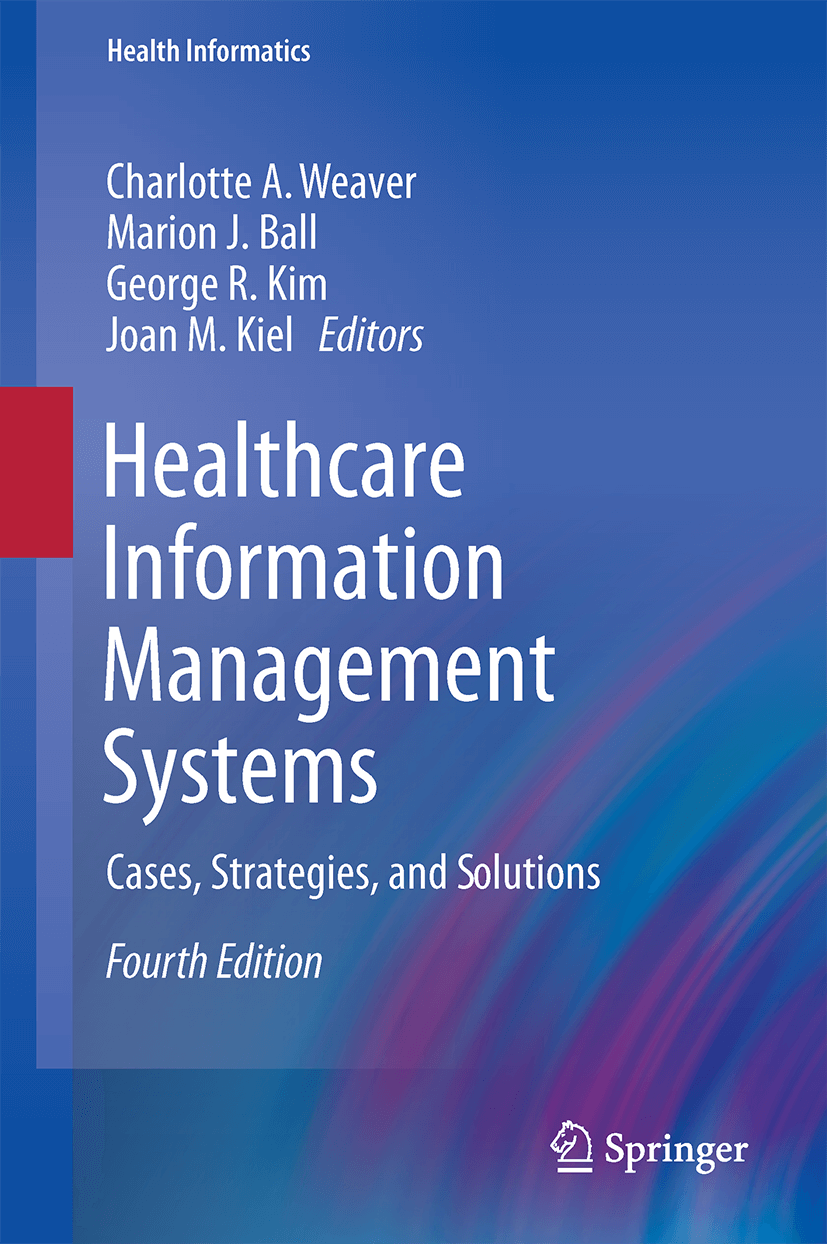 Health Informatics
Charlotte A. Weaver
Marion J. Ball
George R. Kim
Joan M. Kiel Editors
Healthcare
Information
Management
Systems
Cases, Strategies, and Solutions
Fourth Edition
Springer